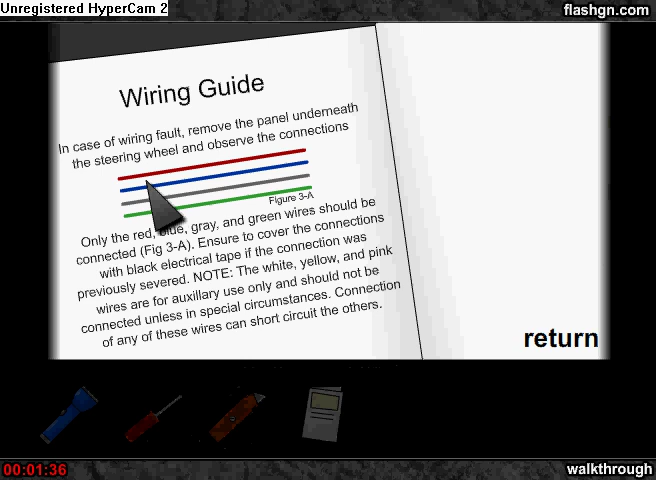 Unregistered HyperCam 2
flashgn.com
Wiring Guide
In case of wiring fault, remove the panel underneath
the steering wheel and observe the connections
Figure 3-A
Only the red, blue, gray, and green wires should be
connected (Fig 3-A). Ensure to cover the connections
with black electrical tape if the connection was
previously severed. NOTE: The white, yellow, and pink
wires are for auxillary use only and should not be
connected unless in special circumstances. Connection
of any of these wires can short circuit the others.
return
00:01:36
walkthrough